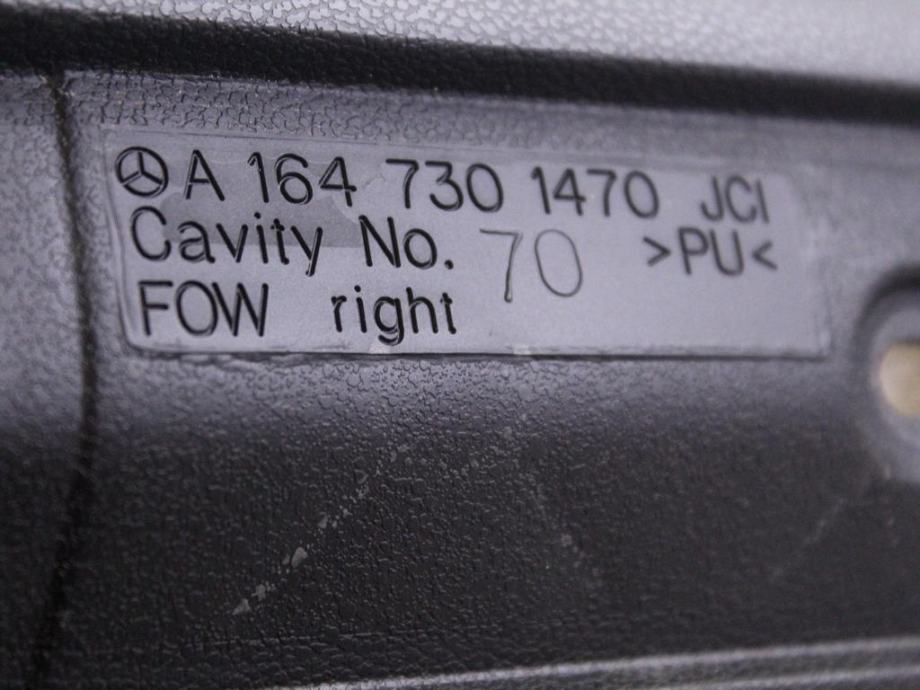 A 164 730 1470 JCI
Cavity No. 70 >PU<
FOW right